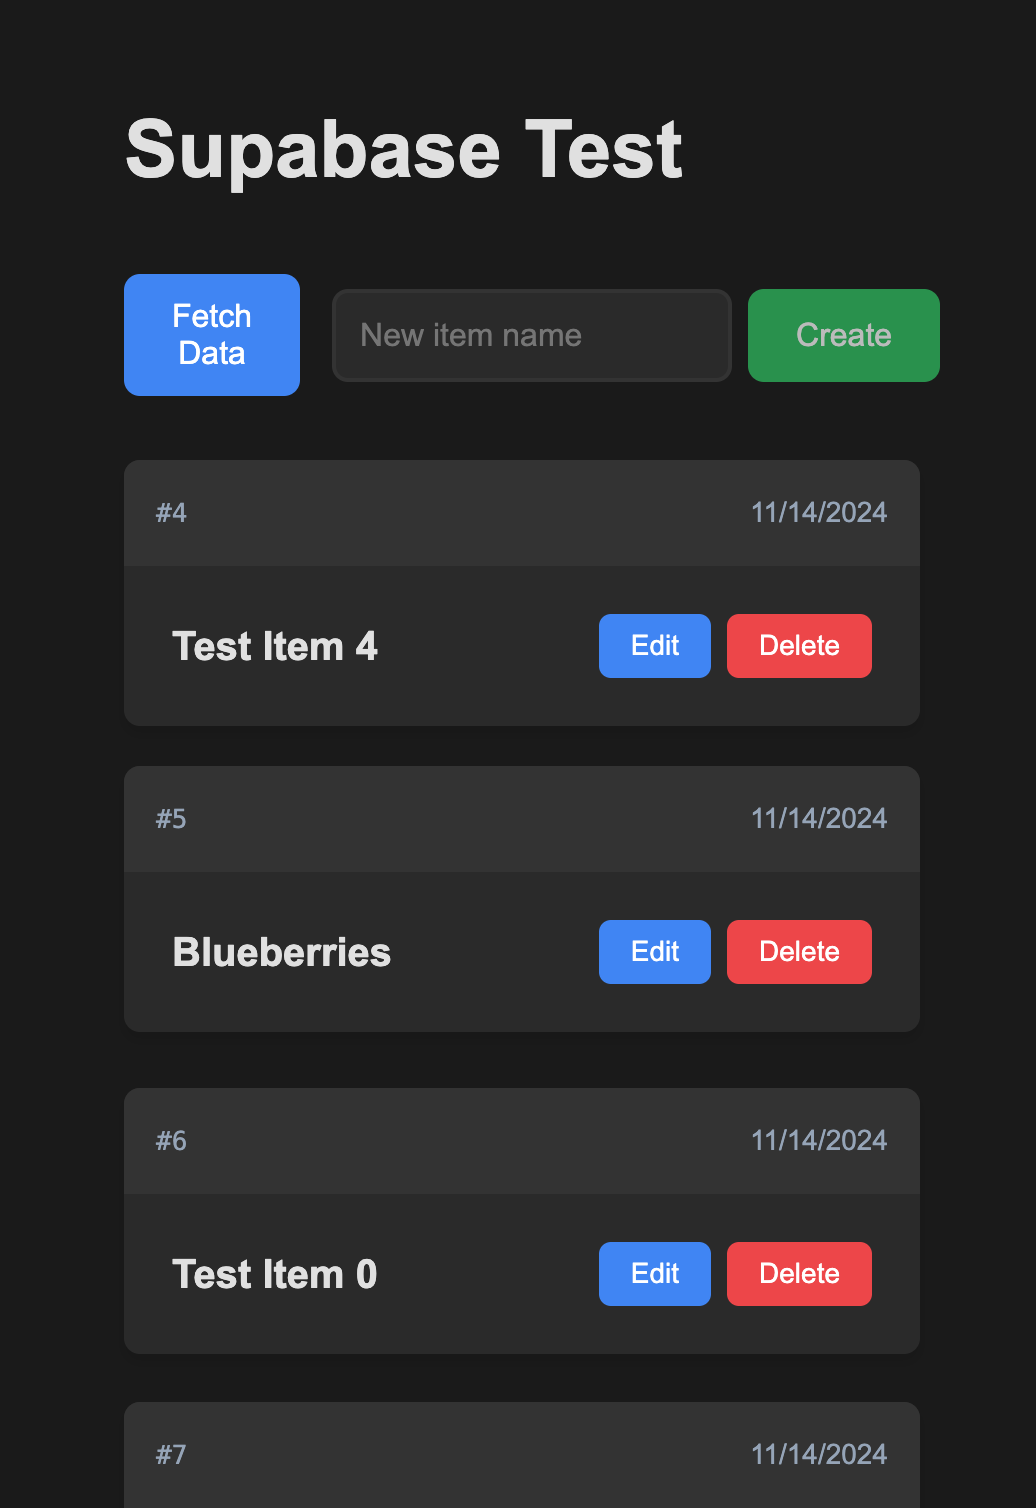 Supabase Test
Fetch
Data
New item name
Create
#4
11/14/2024
Test Item 4
Edit
Delete
#5
11/14/2024
Blueberries
Edit
Delete
#6
11/14/2024
Test Item 0
Edit
Delete
#7
11/14/2024